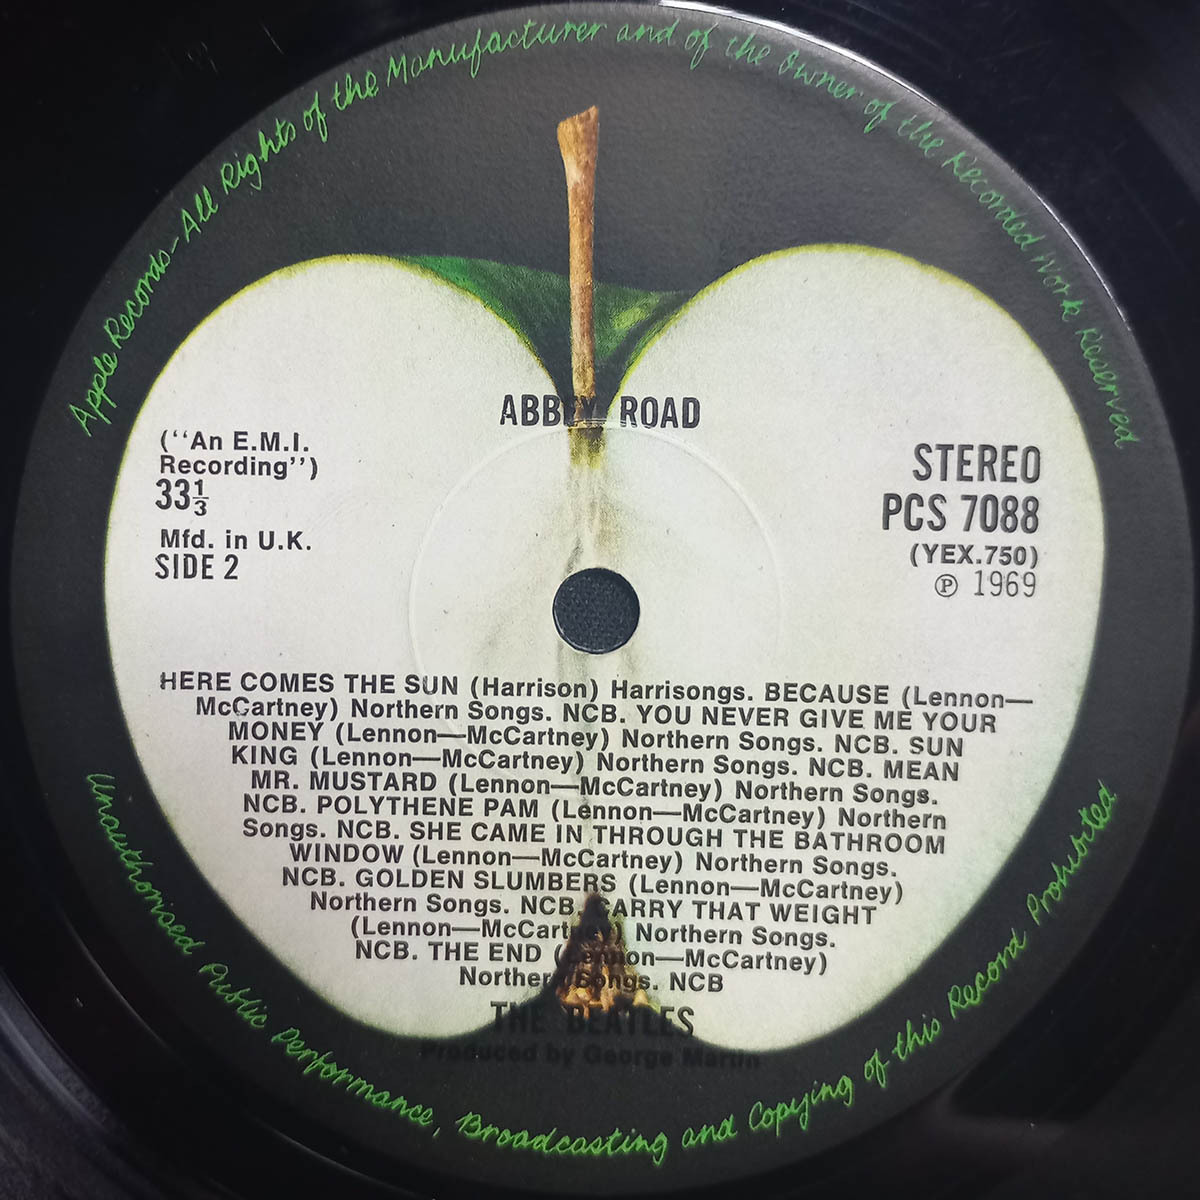 Apple Records–All Rights of the Manufacturer and of the Owner of the Recorded Work Reserved
ABBEY ROAD
(“An E.M.I.
Recording”)
33⅓
Mfd. in U.K.
SIDE 2
STEREO
PCS 7088
(YEX.750)
℗ 1969
HERE COMES THE SUN (Harrison) Harrisongs. BECAUSE (Lennon—
McCartney) Northern Songs. NCB. YOU NEVER GIVE ME YOUR
MONEY (Lennon—McCartney) Northern Songs. NCB. SUN
KING (Lennon—McCartney) Northern Songs. NCB. MEAN
MR. MUSTARD (Lennon—McCartney) Northern Songs.
NCB. POLYTHENE PAM (Lennon—McCartney) Northern
Songs. NCB. SHE CAME IN THROUGH THE BATHROOM
WINDOW (Lennon—McCartney) Northern Songs.
NCB. GOLDEN SLUMBERS (Lennon—McCartney)
Northern Songs. NCB. CARRY THAT WEIGHT
(Lennon—McCartney) Northern Songs.
NCB. THE END (Lennon—McCartney)
Northern Songs. NCB
THE BEATLES
Produced by George Martin
Unauthorised Public Performance, Broadcasting and Copying of this Record Prohibited